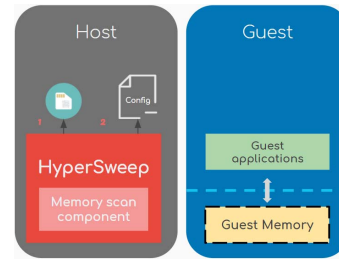 Host
Guest
Config
1
2
HyperSweep
Memory scan
component
Guest
applications
Guest Memory